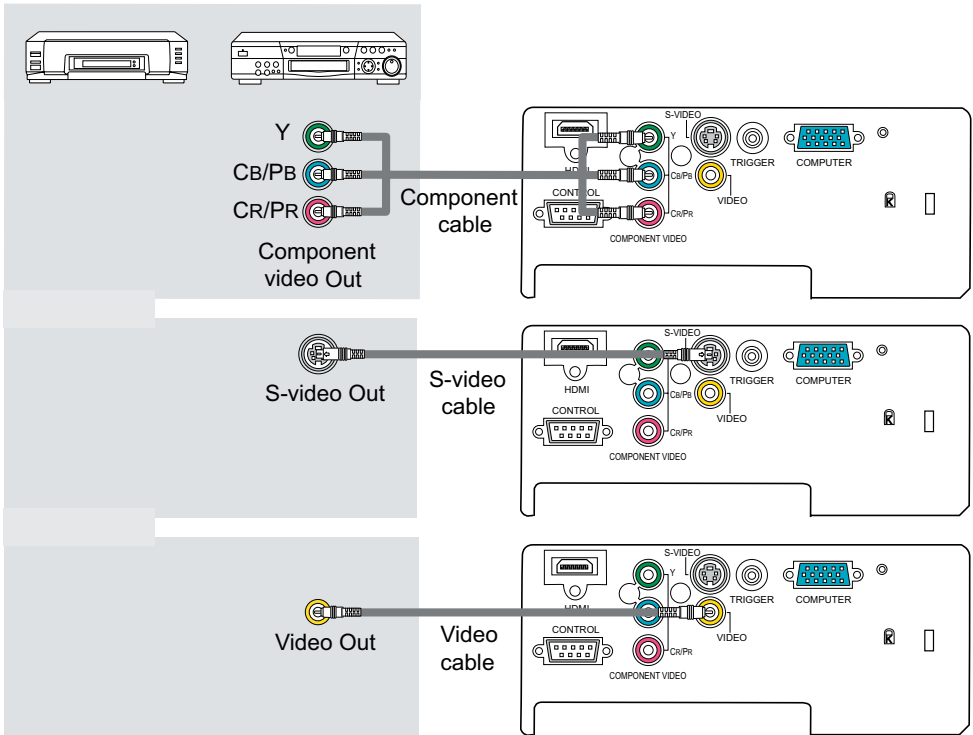 Y
CB/PB
CR/PR
Component
video Out
Component
cable
S-VIDEO
HDMI
Y
CB/PB
CR/PR
CONTROL
COMPONENT VIDEO
TRIGGER
VIDEO
COMPUTER
K
S-video Out
S-video
cable
S-VIDEO
HDMI
CB/PB
CR/PR
CONTROL
COMPONENT VIDEO
TRIGGER
VIDEO
COMPUTER
K
Video Out
Video
cable
S-VIDEO
HDMI
Y
CR/PR
CONTROL
COMPONENT VIDEO
TRIGGER
VIDEO
COMPUTER
K